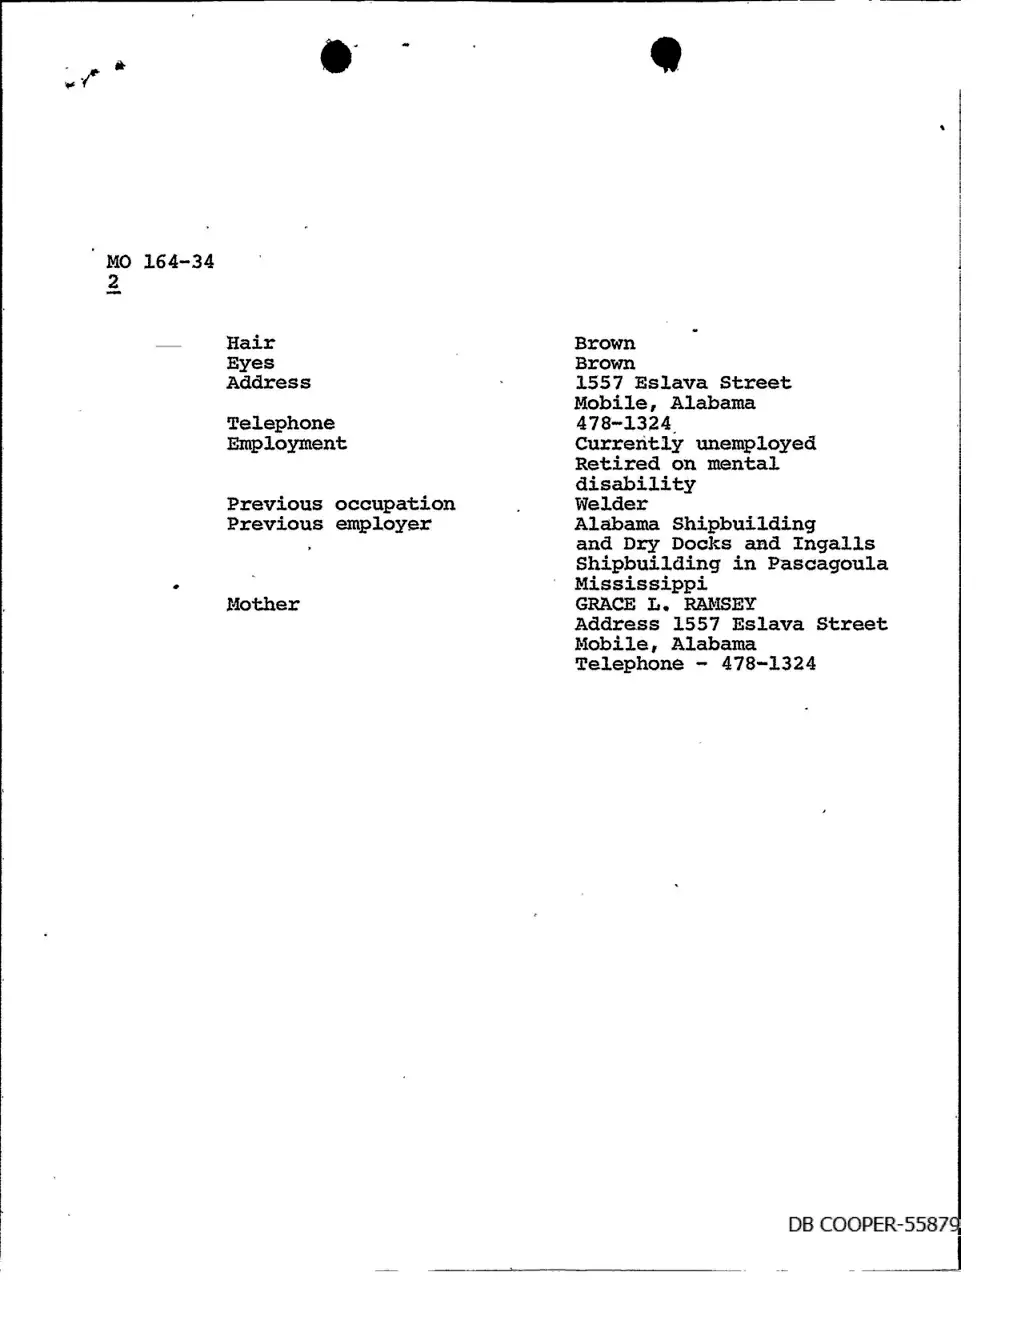 MO 164-34
2
Hair Brown
Eyes Brown
Address 1557 Eslava Street
Mobile, Alabama
Telephone 478-1324
Employment Currently unemployed
Retired on mental
disability
Previous occupation Welder
Previous employer Alabama Shipbuilding
and Dry Docks and Ingalls
Shipbuilding in Pascagoula
Mississippi
Mother GRACE L. RAMSEY
Address 1557 Eslava Street
Mobile, Alabama
Telephone - 478-1324
DB COOPER-55879